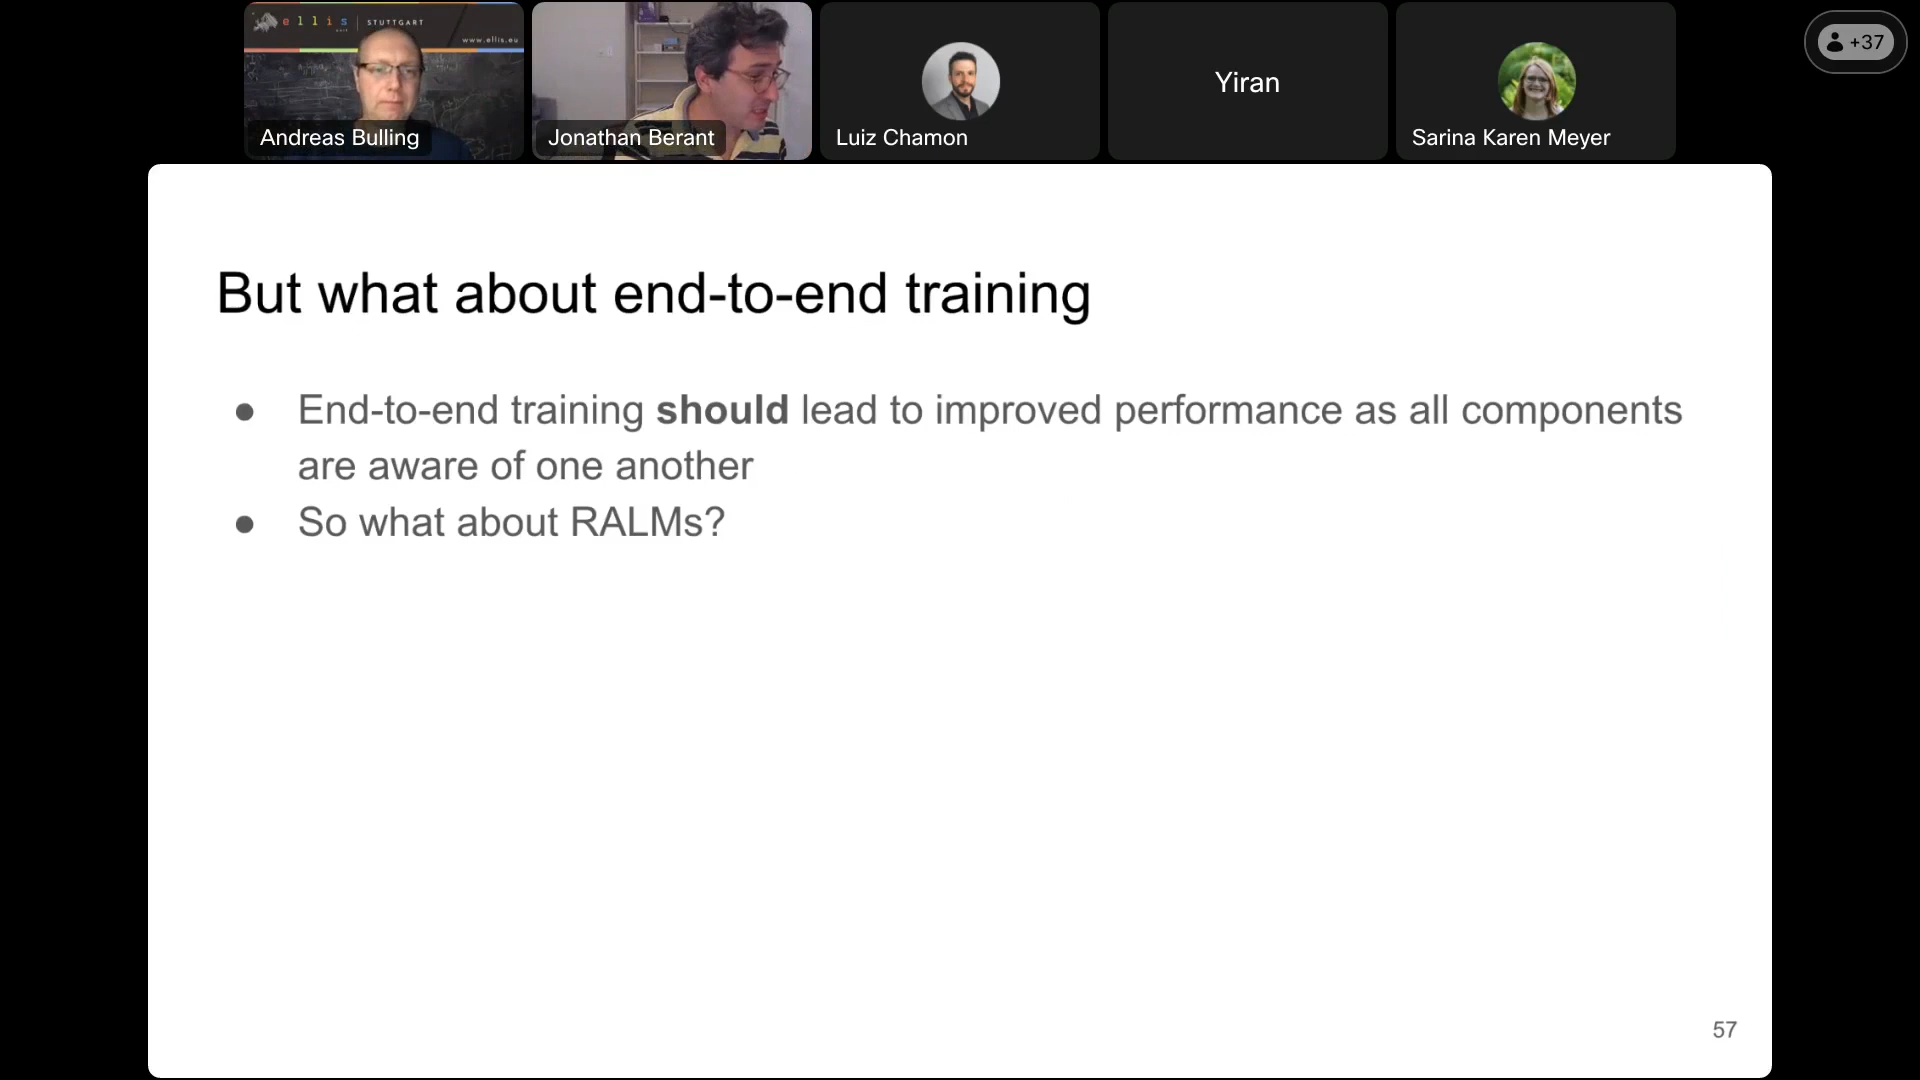 ellis
STUTTGART
www.ellis.eu
Andreas Bulling
Jonathan Berant
Luiz Chamon
Yiran
Sarina Karen Meyer
+37
But what about end-to-end training
● End-to-end training should lead to improved performance as all components
are aware of one another
● So what about RALMs?
57